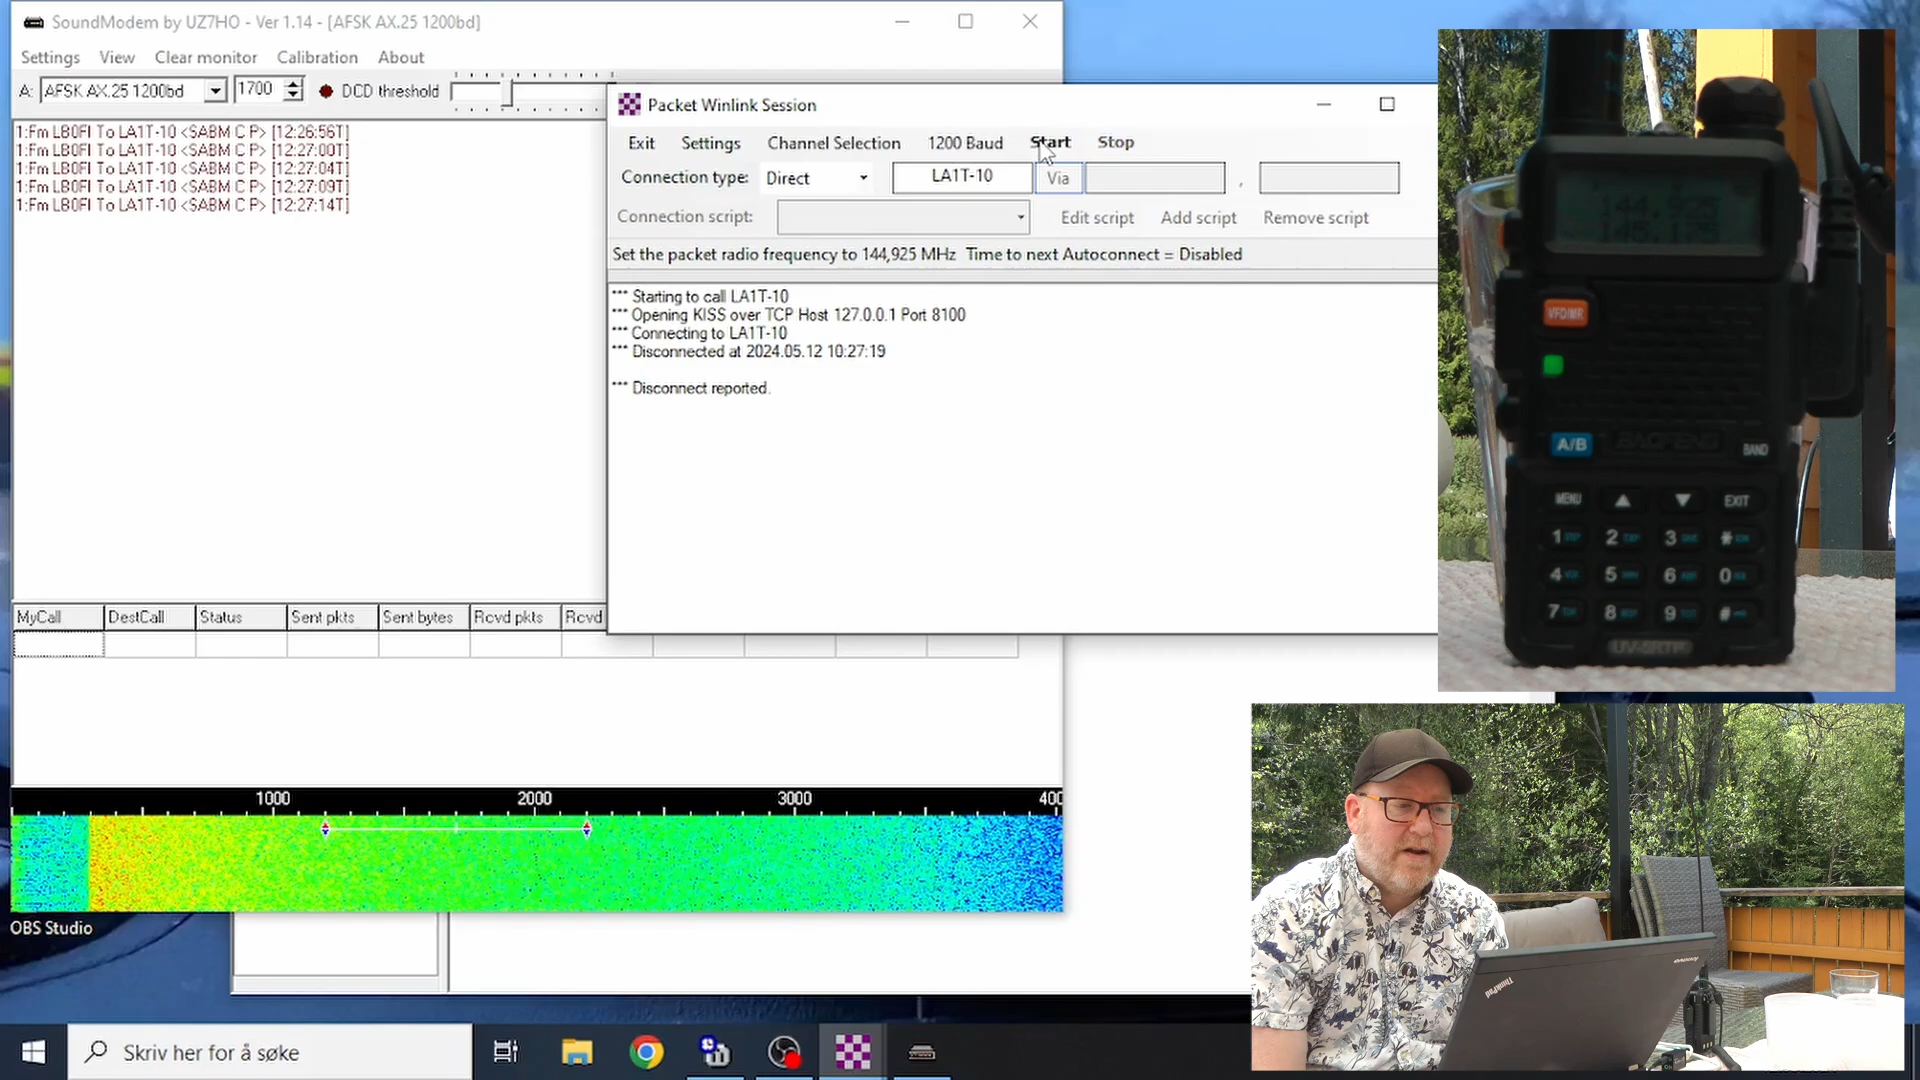 SoundModem by UZ7HO - Ver 1.14 - [AFSK AX.25 1200bd]
Settings View Clear monitor Calibration About
A: AFSK AX.25 1200bd 1700 DCD threshold
1:Fm LB0FI To LA1T-10 <SABM C P> [12:26:56T]
1:Fm LB0FI To LA1T-10 <SABM C P> [12:27:00T]
1:Fm LB0FI To LA1T-10 <SABM C P> [12:27:04T]
1:Fm LB0FI To LA1T-10 <SABM C P> [12:27:09T]
1:Fm LB0FI To LA1T-10 <SABM C P> [12:27:14T]
MyCall DestCall Status Sent pkts Sent bytes Rcvd pkts Rcvd
1000 2000 3000 400
OBS Studio
Packet Winlink Session
Exit Settings Channel Selection 1200 Baud Start Stop
Connection type: Direct LA1T-10 Via ,
Connection script: Edit script Add script Remove script
Set the packet radio frequency to 144,925 MHz Time to next Autoconnect = Disabled
*** Starting to call LA1T-10
*** Opening KISS over TCP Host 127.0.0.1 Port 8100
*** Connecting to LA1T-10
*** Disconnected at 2024.05.12 10:27:19
*** Disconnect reported.
144.925
145.175
VFO/MR
A/B BAOFENG BAND
MENU EXIT
1 2 3 *
4 5 6 0
7 8 9 #
ThinkPad
lenovo
Skriv her for å søke